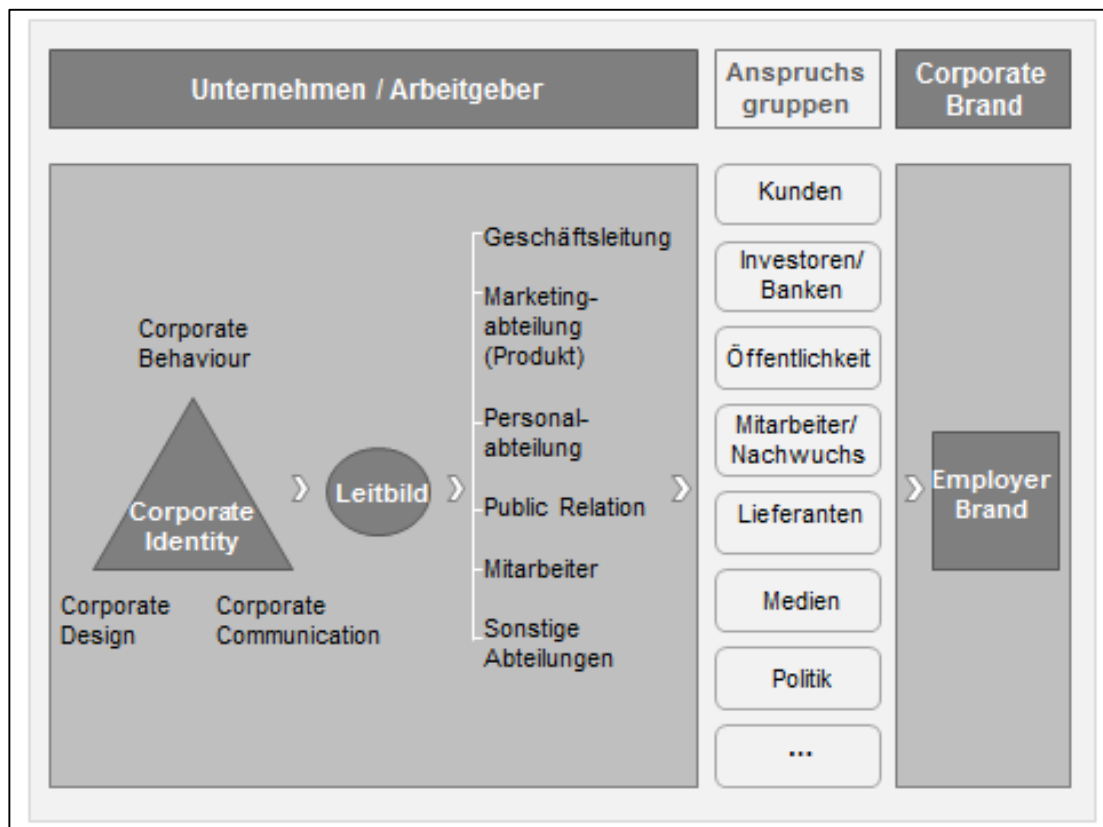 Unternehmen / Arbeitgeber
Anspruchs
gruppen
Corporate
Brand
Corporate
Behaviour
Corporate
Identity
Corporate
Design
Corporate
Communication
Leitbild
Geschäftsleitung
Marketing-
abteilung
(Produkt)
Personal-
abteilung
Public Relation
Mitarbeiter
Sonstige
Abteilungen
Kunden
Investoren/
Banken
Öffentlichkeit
Mitarbeiter/
Nachwuchs
Lieferanten
Medien
Politik
...
Employer
Brand